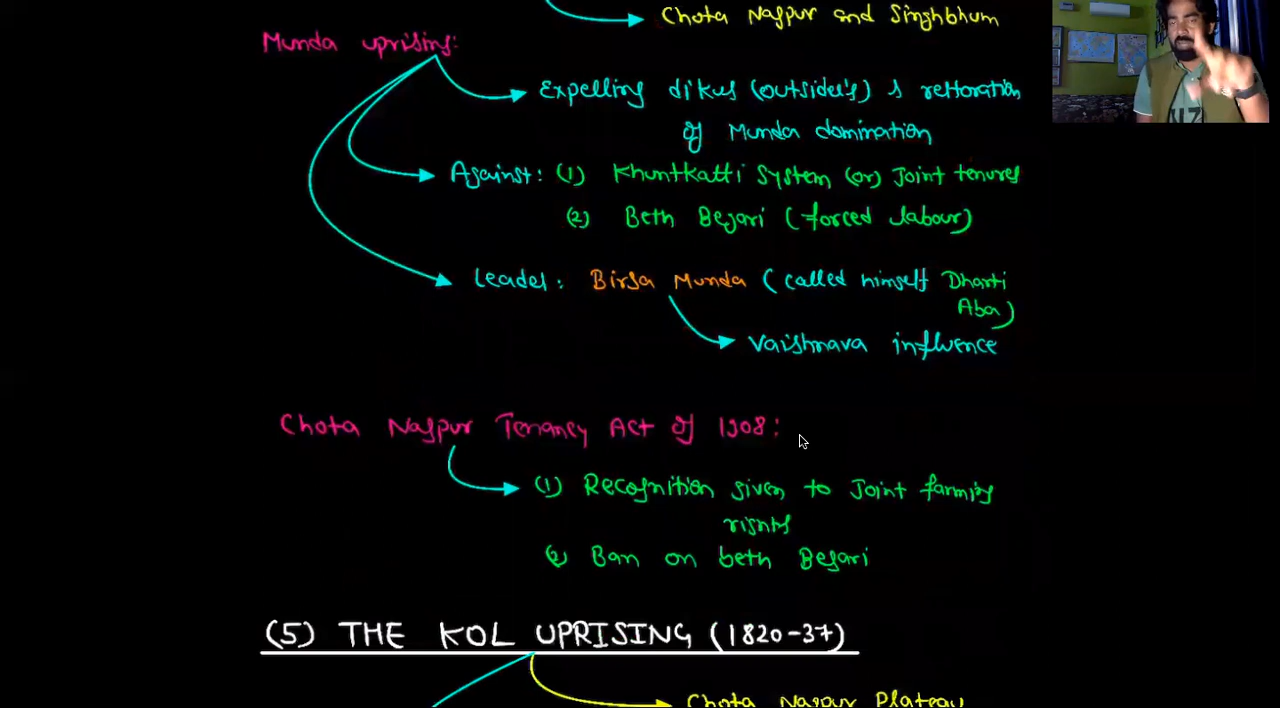 Chota Nagpur and Singhbhum
Munda uprising:
Expelling dikus (outsider's) & restoration
of Munda domination
Against: (1) Khuntkatti System (or) Joint tenures
(2) Beth Begari (forced labour)
Leader: Birsa Munda (called himself Dharti
Aba)
Vaishnava influence
Chota Nagpur Tenancy Act of 1908:
(1) Recognition given to Joint farming
rights
(2) Ban on beth Begari
(5) THE KOL UPRISING (1820-37)
Chota Nagpur Plateau